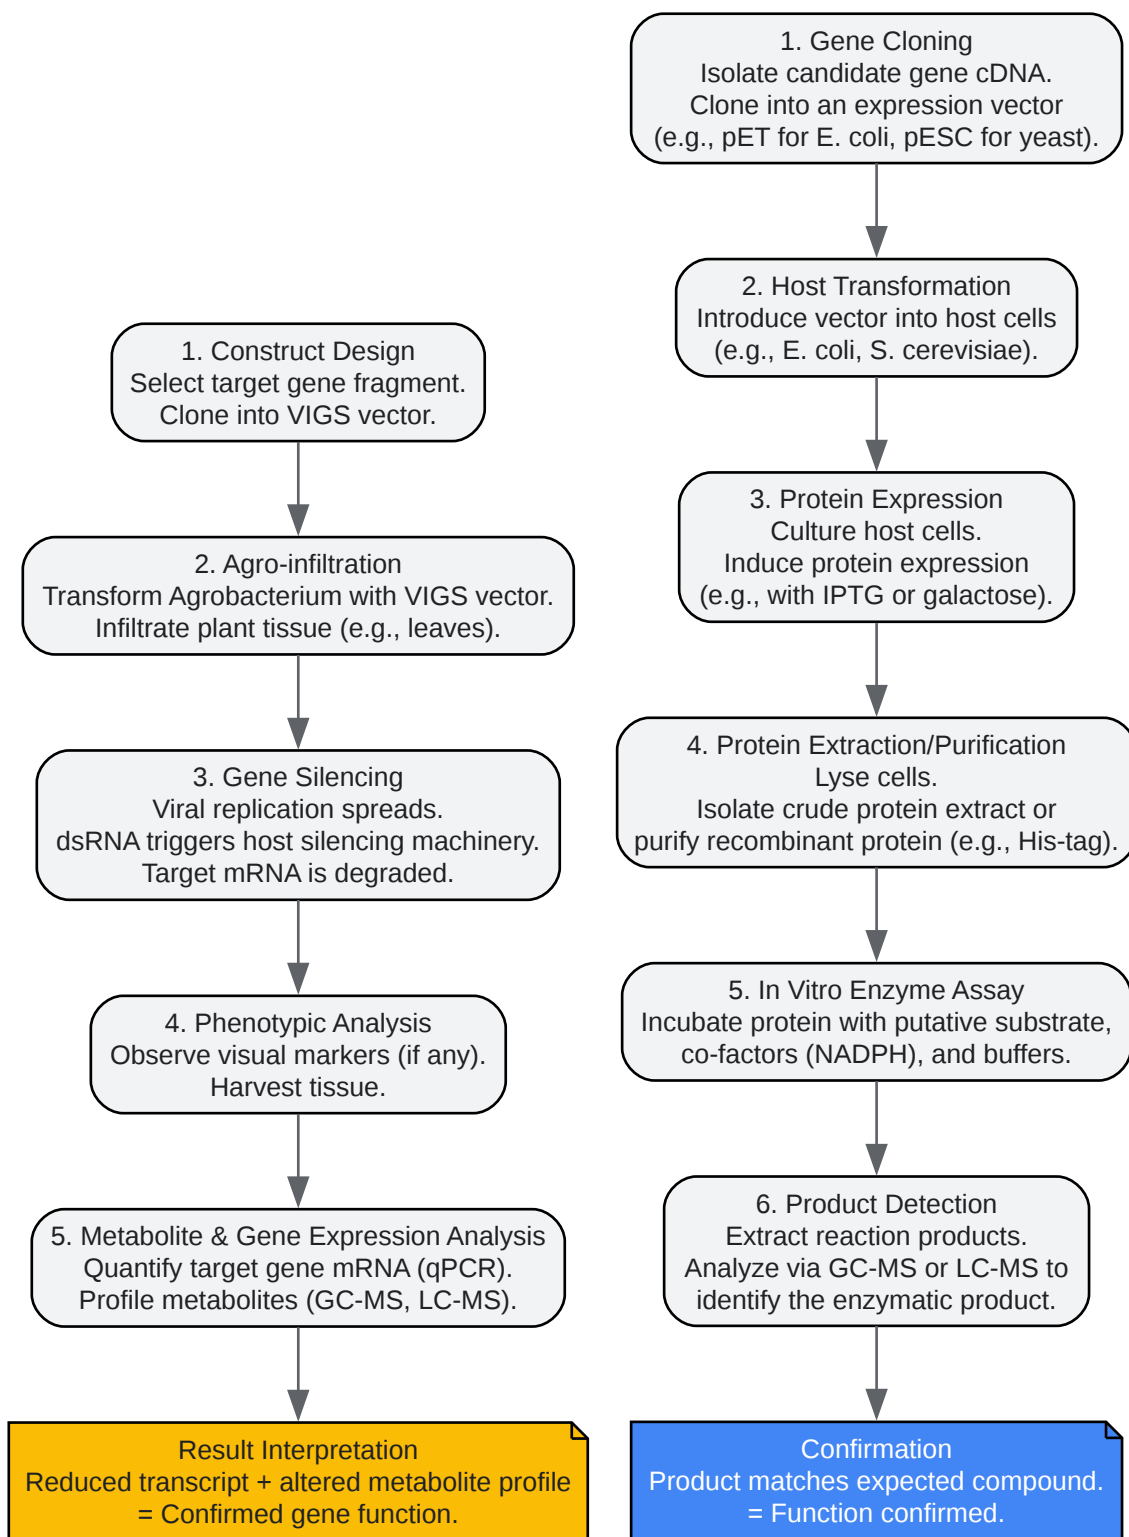 1. Construct Design
Select target gene fragment.
Clone into VIGS vector.
2. Agro-infiltration
Transform Agrobacterium with VIGS vector.
Infiltrate plant tissue (e.g., leaves).
3. Gene Silencing
Viral replication spreads.
dsRNA triggers host silencing machinery.
Target mRNA is degraded.
4. Phenotypic Analysis
Observe visual markers (if any).
Harvest tissue.
5. Metabolite & Gene Expression Analysis
Quantify target gene mRNA (qPCR).
Profile metabolites (GC-MS, LC-MS).
Result Interpretation
Reduced transcript + altered metabolite profile
= Confirmed gene function.
1. Gene Cloning
Isolate candidate gene cDNA.
Clone into an expression vector
(e.g., pET for E. coli, pESC for yeast).
2. Host Transformation
Introduce vector into host cells
(e.g., E. coli, S. cerevisiae).
3. Protein Expression
Culture host cells.
Induce protein expression
(e.g., with IPTG or galactose).
4. Protein Extraction/Purification
Lyse cells.
Isolate crude protein extract or
purify recombinant protein (e.g., His-tag).
5. In Vitro Enzyme Assay
Incubate protein with putative substrate,
co-factors (NADPH), and buffers.
6. Product Detection
Extract reaction products.
Analyze via GC-MS or LC-MS to
identify the enzymatic product.
Confirmation
Product matches expected compound.
= Function confirmed.